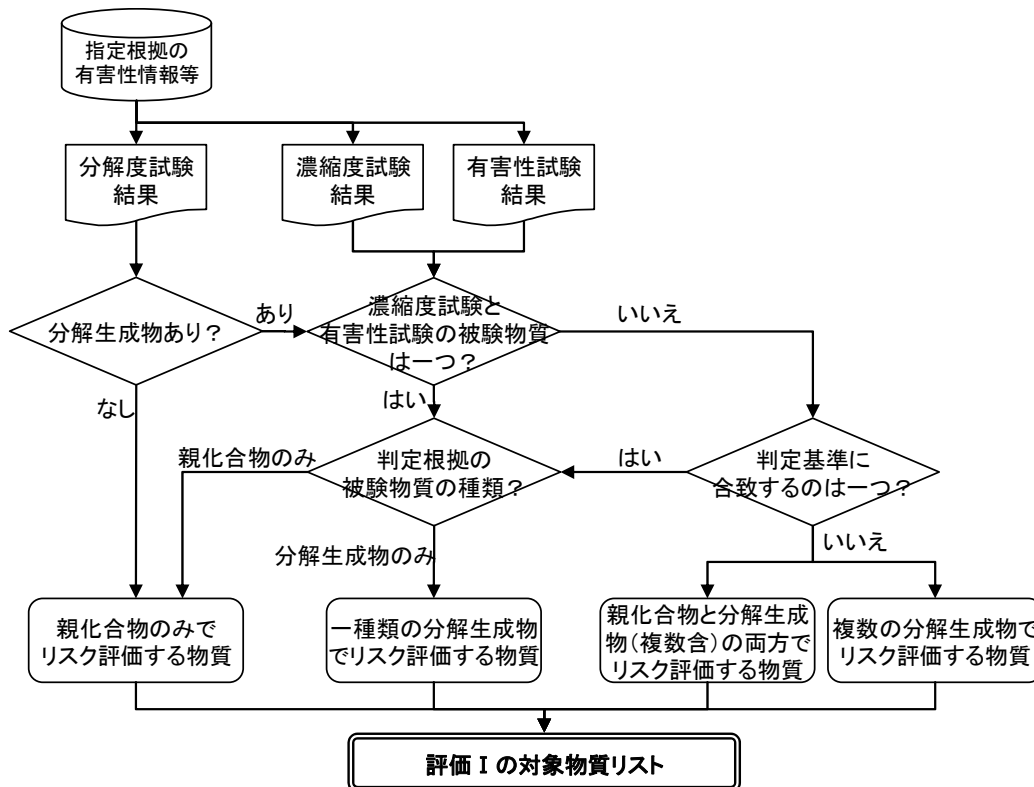 指定根拠の
有害性情報等
分解度試験
結果
濃縮度試験
結果
有害性試験
結果
分解生成物あり？
あり
濃縮度試験と
有害性試験の被験物質
は一つ？
いいえ
なし
はい
親化合物のみ
判定根拠の
被験物質の種類？
はい
判定基準に
合致するのは一つ？
分解生成物のみ
いいえ
親化合物のみで
リスク評価する物質
一種類の分解生成物
でリスク評価する物質
親化合物と分解生成
物（複数含）の両方で
リスク評価する物質
複数の分解生成物で
リスク評価する物質
評価Ⅰの対象物質リスト